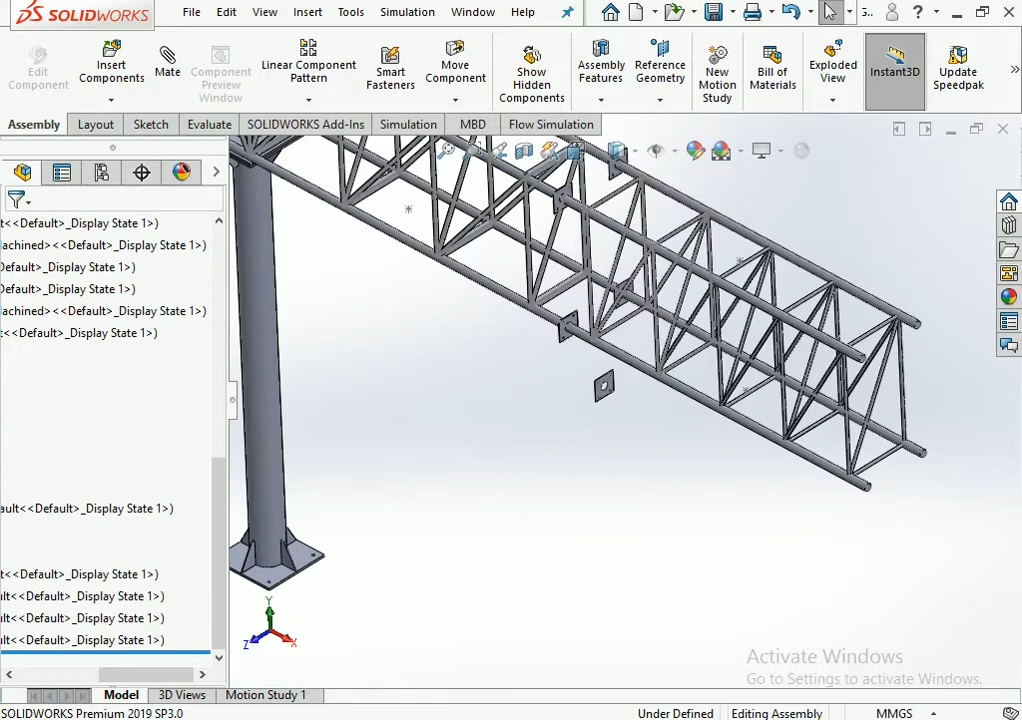 SOLIDWORKS File Edit View Insert Tools Simulation Window Help 5..
Edit Component
Insert Components
Mate
Component Preview Window
Linear Component Pattern
Smart Fasteners
Move Component
Show Hidden Components
Assembly Features
Reference Geometry
New Motion Study
Bill of Materials
Exploded View
Instant3D
Update Speedpak
Assembly Layout Sketch Evaluate SOLIDWORKS Add-Ins Simulation MBD Flow Simulation
t<<Default>_Display State 1>)
lachined><<Default>_Display State 1>)
Default>_Display State 1>)
Default>_Display State 1>)
lachined><<Default>_Display State 1>)
t<<Default>_Display State 1>)
ault<<Default>_Display State 1>)
t<<Default>_Display State 1>)
ult<<Default>_Display State 1>)
ult<<Default>_Display State 1>)
ult<<Default>_Display State 1>)
Y
Z X
Activate Windows
Go to Settings to activate Windows.
Model 3D Views Motion Study 1
SOLIDWORKS Premium 2019 SP3.0 Under Defined Editing Assembly MMGS